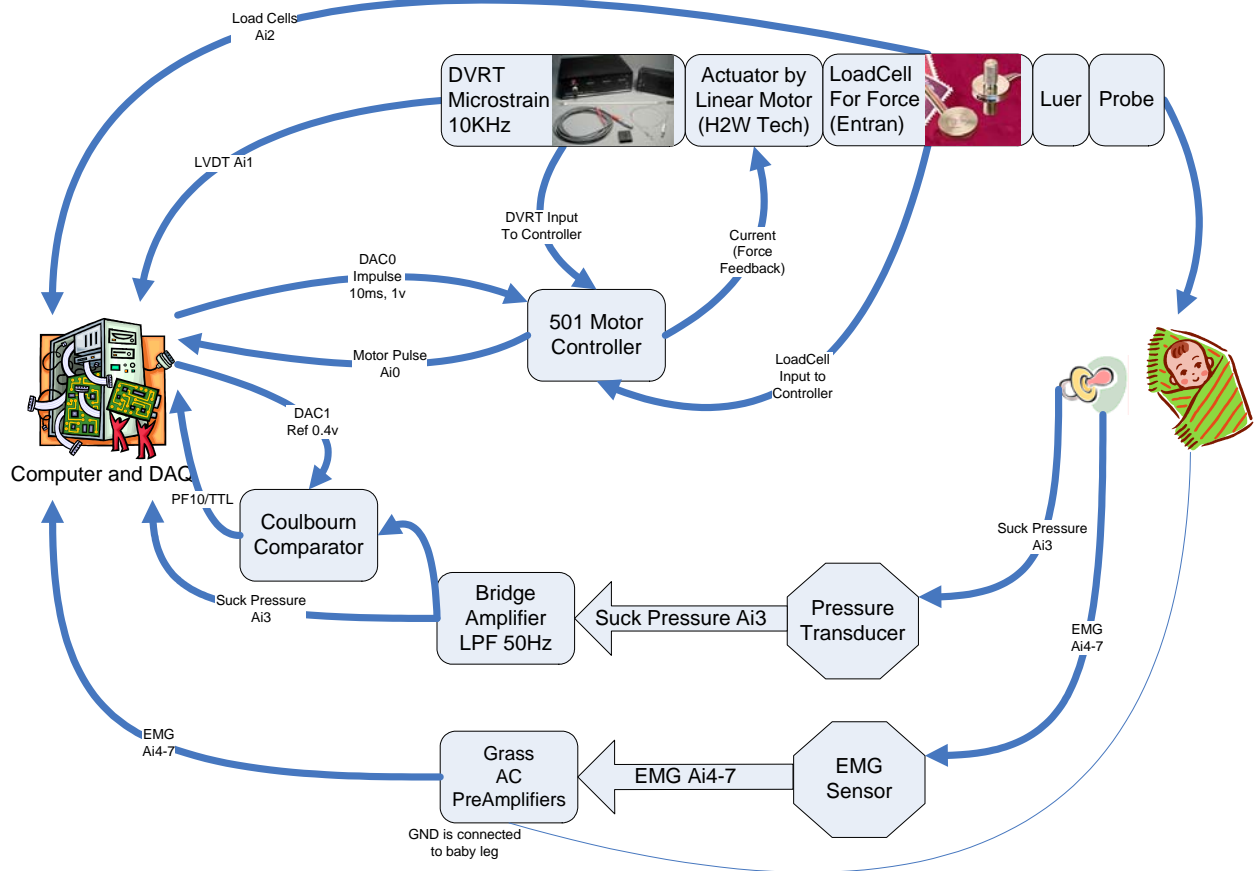 Load Cells
Ai2
DVRT
Microstrain
10KHz
Actuator by
Linear Motor
(H2W Tech)
LoadCell
For Force
(Entran)
Luer
Probe
LVDT Ai1
DVRT Input
To Controller
Current
(Force
Feedback)
DAC0
Impulse
10ms, 1v
501 Motor
Controller
Motor Pulse
Ai0
LoadCell
Input to
Controller
DAC1
Ref 0.4v
Computer and DAQ
PF10/TTL
Coulbourn
Comparator
Suck Pressure
Ai3
Suck Pressure
Ai3
Bridge
Amplifier
LPF 50Hz
Suck Pressure Ai3
Pressure
Transducer
EMG
Ai4-7
EMG
Ai4-7
Grass
AC
PreAmplifiers
EMG Ai4-7
EMG
Sensor
GND is connected
to baby leg